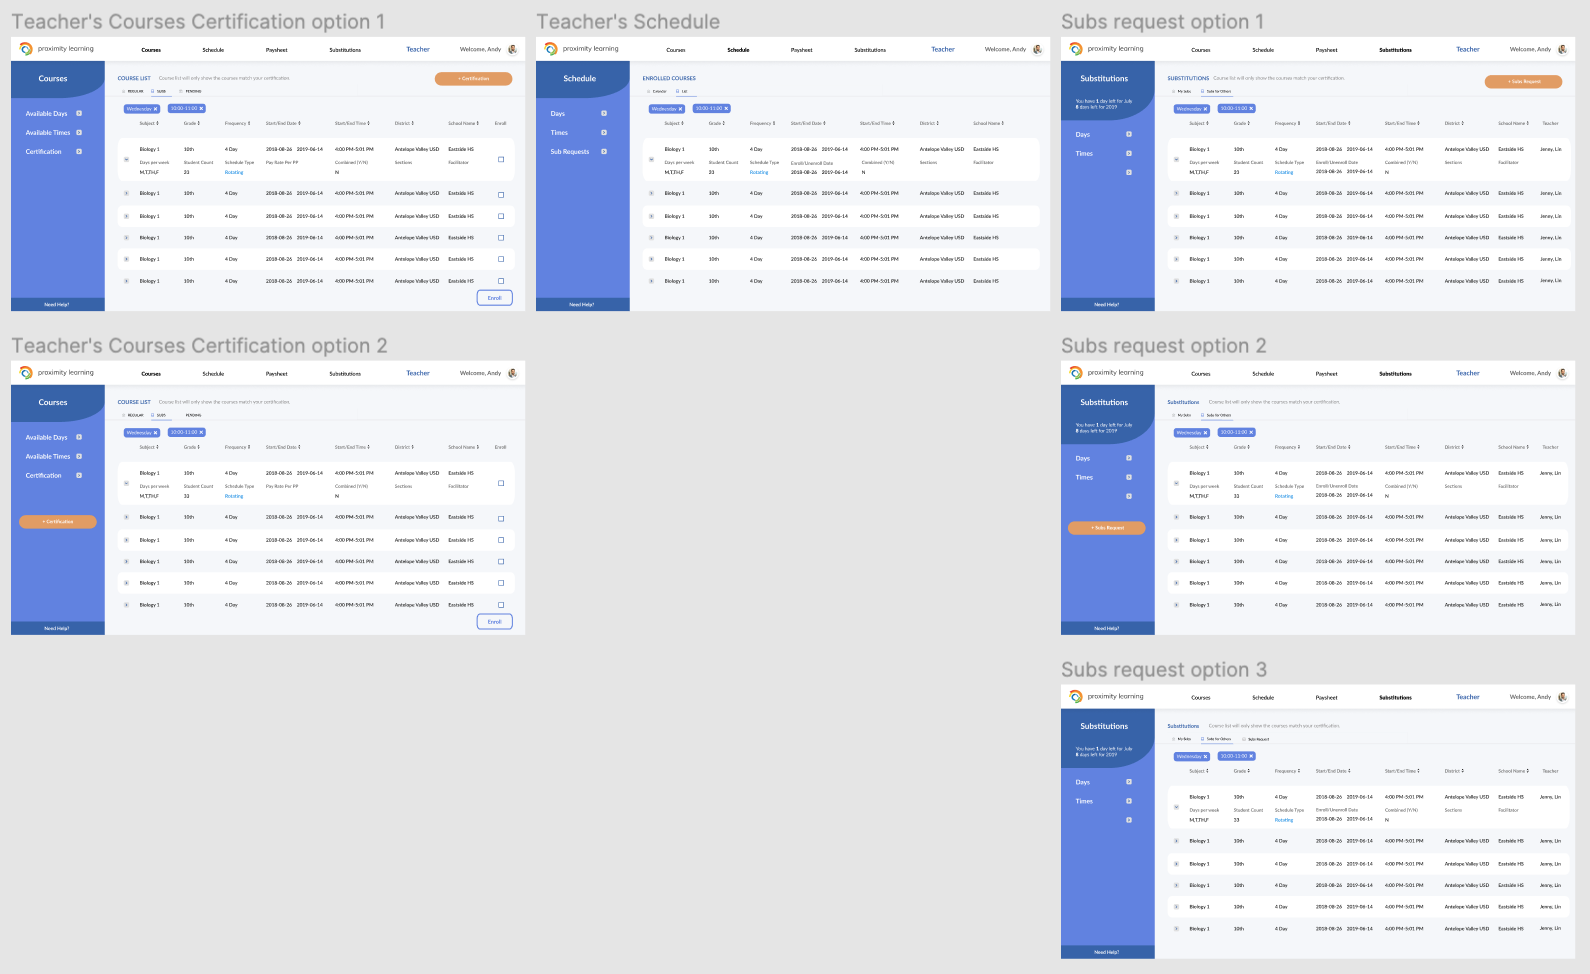 Teacher's Courses Certification option 1
proximity learning
Courses Schedule Paysheet Substitutions Teacher Welcome, Andy
Courses
Available Days
Available Times
Certification
Need Help?
COURSE LIST Course list will only show the courses match your certification.
+ Certification
REGULAR SUBS PENDING
Wednesday × 10:00-11:00 ×
Subject Grade Frequency Start/End Date Start/End Time District School Name Enroll
Biology 1 10th 4 Day 2018-08-26 2019-06-14 4:00 PM-5:01 PM Antelope Valley USD Eastside HS
Days per week Student Count Schedule Type Pay Rate Per PP Combined (Y/N) Sections Facilitator
M,T,TH,F 33 Rotating N
Biology 1 10th 4 Day 2018-08-26 2019-06-14 4:00 PM-5:01 PM Antelope Valley USD Eastside HS
Biology 1 10th 4 Day 2018-08-26 2019-06-14 4:00 PM-5:01 PM Antelope Valley USD Eastside HS
Biology 1 10th 4 Day 2018-08-26 2019-06-14 4:00 PM-5:01 PM Antelope Valley USD Eastside HS
Biology 1 10th 4 Day 2018-08-26 2019-06-14 4:00 PM-5:01 PM Antelope Valley USD Eastside HS
Biology 1 10th 4 Day 2018-08-26 2019-06-14 4:00 PM-5:01 PM Antelope Valley USD Eastside HS
Enroll
Teacher's Schedule
proximity learning
Courses Schedule Paysheet Substitutions Teacher Welcome, Andy
Schedule
Days
Times
Sub Requests
Need Help?
ENROLLED COURSES
Calendar List
Wednesday × 10:00-11:00 ×
Subject Grade Frequency Start/End Date Start/End Time District School Name
Biology 1 10th 4 Day 2018-08-26 2019-06-14 4:00 PM-5:01 PM Antelope Valley USD Eastside HS
Days per week Student Count Schedule Type Enroll/Unenroll Date Combined (Y/N) Sections Facilitator
M,T,TH,F 33 Rotating 2018-08-26 2019-06-14 N
Biology 1 10th 4 Day 2018-08-26 2019-06-14 4:00 PM-5:01 PM Antelope Valley USD Eastside HS
Biology 1 10th 4 Day 2018-08-26 2019-06-14 4:00 PM-5:01 PM Antelope Valley USD Eastside HS
Biology 1 10th 4 Day 2018-08-26 2019-06-14 4:00 PM-5:01 PM Antelope Valley USD Eastside HS
Biology 1 10th 4 Day 2018-08-26 2019-06-14 4:00 PM-5:01 PM Antelope Valley USD Eastside HS
Biology 1 10th 4 Day 2018-08-26 2019-06-14 4:00 PM-5:01 PM Antelope Valley USD Eastside HS
Subs request option 1
proximity learning
Courses Schedule Paysheet Substitutions Teacher Welcome, Andy
Substitutions
You have 1 day left for July
8 days left for 2019
Days
Times
Need Help?
SUBSTITUTIONS Course list will only show the courses match your certification.
+ Subs Request
My Subs Subs for Others
Wednesday × 10:00-11:00 ×
Subject Grade Frequency Start/End Date Start/End Time District School Name Teacher
Biology 1 10th 4 Day 2018-08-26 2019-06-14 4:00 PM-5:01 PM Antelope Valley USD Eastside HS Jenny, Lin
Days per week Student Count Schedule Type Enroll/Unenroll Date Combined (Y/N) Sections Facilitator
M,T,TH,F 33 Rotating 2018-08-26 2019-06-14 N
Biology 1 10th 4 Day 2018-08-26 2019-06-14 4:00 PM-5:01 PM Antelope Valley USD Eastside HS Jenny, Lin
Biology 1 10th 4 Day 2018-08-26 2019-06-14 4:00 PM-5:01 PM Antelope Valley USD Eastside HS Jenny, Lin
Biology 1 10th 4 Day 2018-08-26 2019-06-14 4:00 PM-5:01 PM Antelope Valley USD Eastside HS Jenny, Lin
Biology 1 10th 4 Day 2018-08-26 2019-06-14 4:00 PM-5:01 PM Antelope Valley USD Eastside HS Jenny, Lin
Biology 1 10th 4 Day 2018-08-26 2019-06-14 4:00 PM-5:01 PM Antelope Valley USD Eastside HS Jenny, Lin
Teacher's Courses Certification option 2
proximity learning
Courses Schedule Paysheet Substitutions Teacher Welcome, Andy
Courses
Available Days
Available Times
Certification
+ Certification
Need Help?
COURSE LIST Course list will only show the courses match your certification.
REGULAR SUBS PENDING
Wednesday × 10:00-11:00 ×
Subject Grade Frequency Start/End Date Start/End Time District School Name Enroll
Biology 1 10th 4 Day 2018-08-26 2019-06-14 4:00 PM-5:01 PM Antelope Valley USD Eastside HS
Days per week Student Count Schedule Type Pay Rate Per PP Combined (Y/N) Sections Facilitator
M,T,TH,F 33 Rotating N
Biology 1 10th 4 Day 2018-08-26 2019-06-14 4:00 PM-5:01 PM Antelope Valley USD Eastside HS
Biology 1 10th 4 Day 2018-08-26 2019-06-14 4:00 PM-5:01 PM Antelope Valley USD Eastside HS
Biology 1 10th 4 Day 2018-08-26 2019-06-14 4:00 PM-5:01 PM Antelope Valley USD Eastside HS
Biology 1 10th 4 Day 2018-08-26 2019-06-14 4:00 PM-5:01 PM Antelope Valley USD Eastside HS
Biology 1 10th 4 Day 2018-08-26 2019-06-14 4:00 PM-5:01 PM Antelope Valley USD Eastside HS
Enroll
Subs request option 2
proximity learning
Courses Schedule Paysheet Substitutions Teacher Welcome, Andy
Substitutions
You have 1 day left for July
8 days left for 2019
Days
Times
+ Subs Request
Need Help?
Substitutions Course list will only show the courses match your certification.
My Subs Subs for Others
Wednesday × 10:00-11:00 ×
Subject Grade Frequency Start/End Date Start/End Time District School Name Teacher
Biology 1 10th 4 Day 2018-08-26 2019-06-14 4:00 PM-5:01 PM Antelope Valley USD Eastside HS Jenny, Lin
Days per week Student Count Schedule Type Enroll/Unenroll Date Combined (Y/N) Sections Facilitator
M,T,TH,F 33 Rotating 2018-08-26 2019-06-14 N
Biology 1 10th 4 Day 2018-08-26 2019-06-14 4:00 PM-5:01 PM Antelope Valley USD Eastside HS Jenny, Lin
Biology 1 10th 4 Day 2018-08-26 2019-06-14 4:00 PM-5:01 PM Antelope Valley USD Eastside HS Jenny, Lin
Biology 1 10th 4 Day 2018-08-26 2019-06-14 4:00 PM-5:01 PM Antelope Valley USD Eastside HS Jenny, Lin
Biology 1 10th 4 Day 2018-08-26 2019-06-14 4:00 PM-5:01 PM Antelope Valley USD Eastside HS Jenny, Lin
Biology 1 10th 4 Day 2018-08-26 2019-06-14 4:00 PM-5:01 PM Antelope Valley USD Eastside HS Jenny, Lin
Subs request option 3
proximity learning
Courses Schedule Paysheet Substitutions Teacher Welcome, Andy
Substitutions
You have 1 day left for July
8 days left for 2019
Days
Times
Need Help?
Substitutions Course list will only show the courses match your certification.
My Subs Subs for Others Subs Request
Wednesday × 10:00-11:00 ×
Subject Grade Frequency Start/End Date Start/End Time District School Name Teacher
Biology 1 10th 4 Day 2018-08-26 2019-06-14 4:00 PM-5:01 PM Antelope Valley USD Eastside HS Jenny, Lin
Days per week Student Count Schedule Type Enroll/Unenroll Date Combined (Y/N) Sections Facilitator
M,T,TH,F 33 Rotating 2018-08-26 2019-06-14 N
Biology 1 10th 4 Day 2018-08-26 2019-06-14 4:00 PM-5:01 PM Antelope Valley USD Eastside HS Jenny, Lin
Biology 1 10th 4 Day 2018-08-26 2019-06-14 4:00 PM-5:01 PM Antelope Valley USD Eastside HS Jenny, Lin
Biology 1 10th 4 Day 2018-08-26 2019-06-14 4:00 PM-5:01 PM Antelope Valley USD Eastside HS Jenny, Lin
Biology 1 10th 4 Day 2018-08-26 2019-06-14 4:00 PM-5:01 PM Antelope Valley USD Eastside HS Jenny, Lin
Biology 1 10th 4 Day 2018-08-26 2019-06-14 4:00 PM-5:01 PM Antelope Valley USD Eastside HS Jenny, Lin